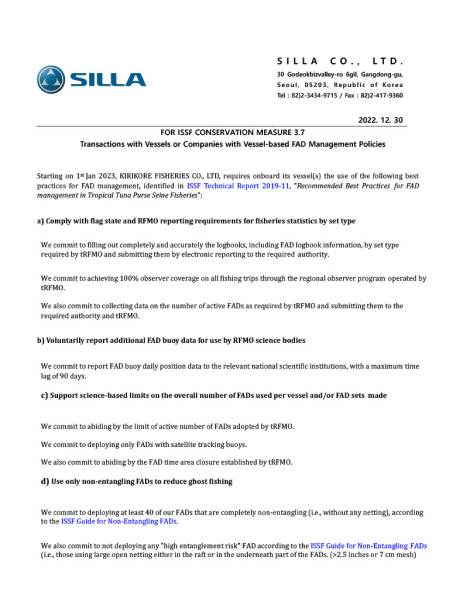 SILLA
SILLA CO., LTD.
30 Godeokbizvalley-ro 6gil, Gangdong-gu,
Seoul, 05203, Republic of Korea
Tel : 82)2-3434-9715 / Fax : 82)2-417-9360
2022. 12. 30
FOR ISSF CONSERVATION MEASURE 3.7
Transactions with Vessels or Companies with Vessel-based FAD Management Policies
Starting on 1st Jan 2023, KIRIKORE FISHERIES CO., LTD, requires onboard its vessel(s) the use of the following best
practices for FAD management, identified in ISSF Technical Report 2019-11, "Recommended Best Practices for FAD
management in Tropical Tuna Purse Seine Fisheries":
a) Comply with flag state and RFMO reporting requirements for fisheries statistics by set type
We commit to filling out completely and accurately the logbooks, including FAD logbook information, by set type
required by tRFMO and submitting them by electronic reporting to the required authority.
We commit to achieving 100% observer coverage on all fishing trips through the regional observer program operated by
tRFMO.
We also commit to collecting data on the number of active FADs as required by tRFMO and submitting them to the
required authority and tRFMO.
b) Voluntarily report additional FAD buoy data for use by RFMO science bodies
We commit to report FAD buoy daily position data to the relevant national scientific institutions, with a maximum time
lag of 90 days.
c) Support science-based limits on the overall number of FADs used per vessel and/or FAD sets made
We commit to abiding by the limit of active number of FADs adopted by tRFMO.
We commit to deploying only FADs with satellite tracking buoys.
We also commit to abiding by the FAD time area closure established by tRFMO.
d) Use only non-entangling FADs to reduce ghost fishing
We commit to deploying at least 40 of our FADs that are completely non-entangling (i.e., without any netting), according
to the ISSF Guide for Non-Entangling FADs.
We also commit to not deploying any "high entanglement risk" FAD according to the ISSF Guide for Non-Entangling FADs
(i.e., those using large open netting either in the raft or in the underneath part of the FADs. (>2.5 inches or 7 cm mesh)